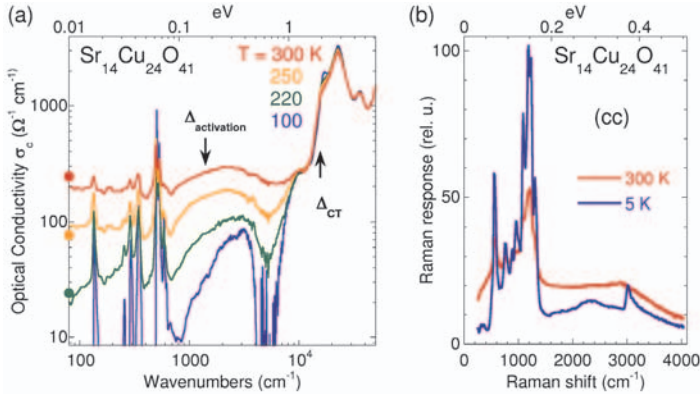 (a)
eV
0.01 0.1 1
Sr14Cu24O41
T = 300 K
250
220
100
Δactivation
ΔCT
Optical Conductivity σc (Ω-1 cm-1)
1000
100
10
100 1000 10^4
Wavenumbers (cm-1)
(b)
eV
0 0.2 0.4
Sr14Cu24O41
(cc)
300 K
5 K
Raman response (rel. u.)
100
50
0
0 1000 2000 3000 4000
Raman shift (cm-1)